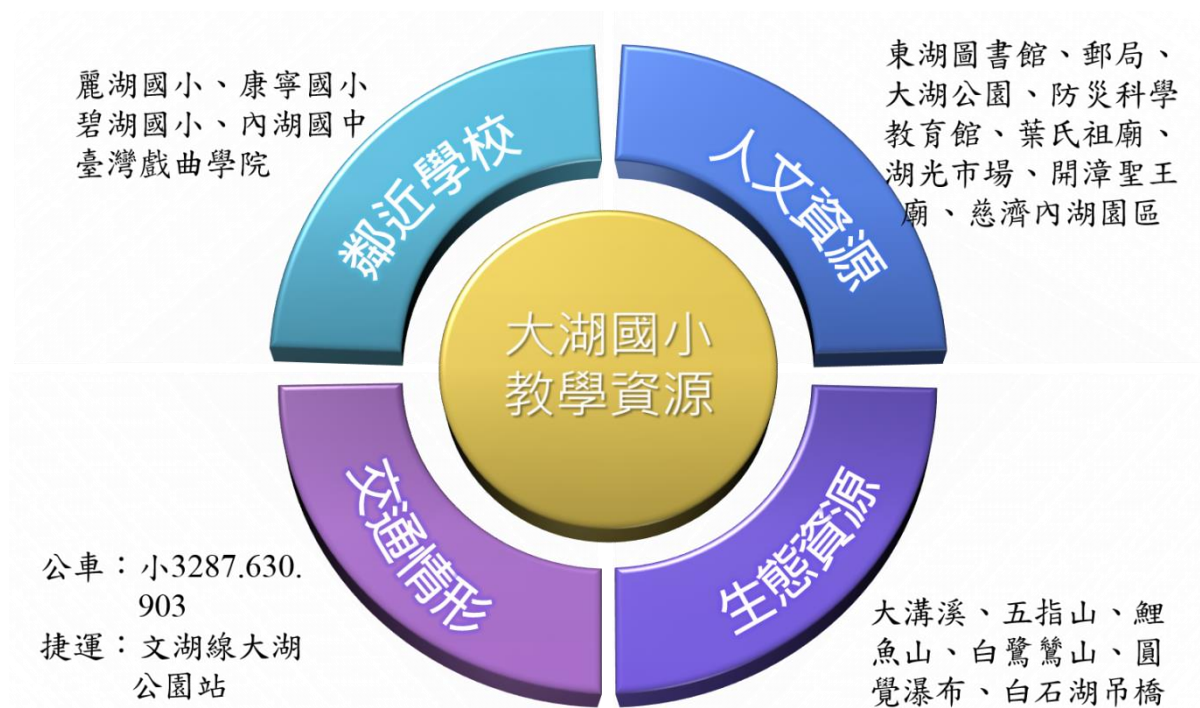 麗湖國小、康寧國小
碧湖國小、內湖國中
臺灣戲曲學院
鄰近學校
東湖圖書館、郵局、
大湖公園、防災科學
教育館、葉氏祖廟、
湖光市場、開漳聖王
廟、慈濟內湖園區
人文資源
大湖國小
教學資源
交通情形
公車：小3287.630.
903
捷運：文湖線大湖
公園站
生態資源
大溝溪、五指山、鯉
魚山、白鷺鷥山、圓
覺瀑布、白石湖吊橋